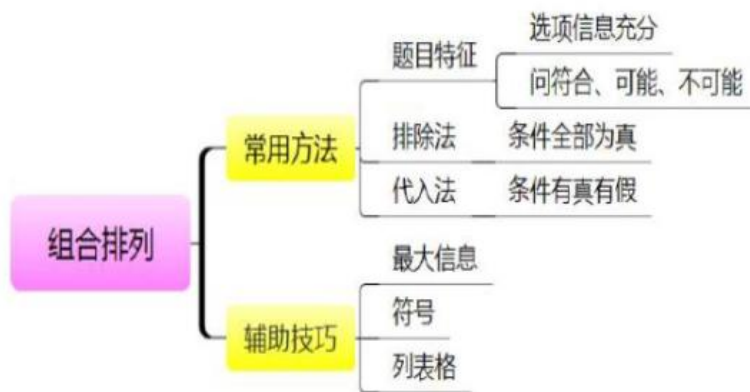 组合排列
常用方法
题目特征
选项信息充分
问符合、可能、不可能
排除法
条件全部为真
代入法
条件有真有假
辅助技巧
最大信息
符号
列表格